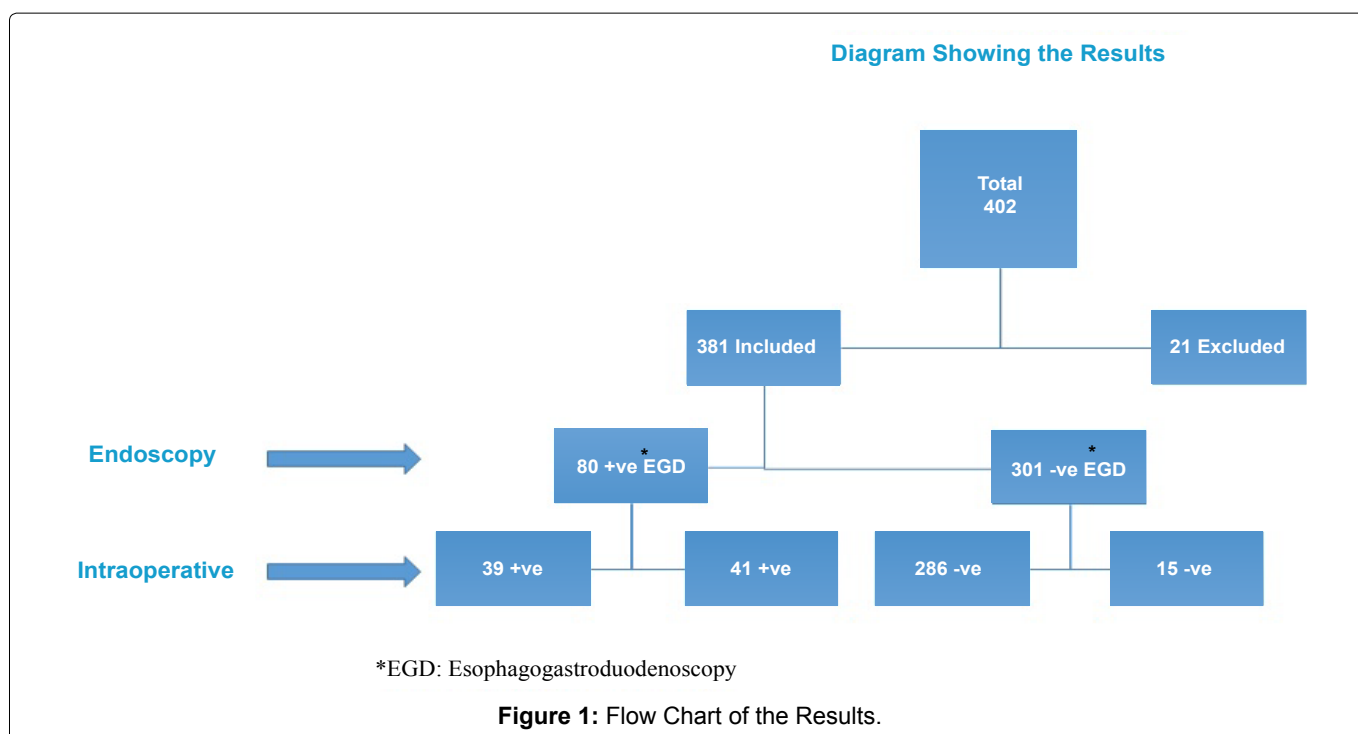 Diagram Showing the Results
Total
402
381 Included
21 Excluded
Endoscopy
80 +ve EGD*
301 -ve EGD*
Intraoperative
39 +ve
41 +ve
286 -ve
15 -ve
*EGD: Esophagogastroduodenoscopy
Figure 1: Flow Chart of the Results.